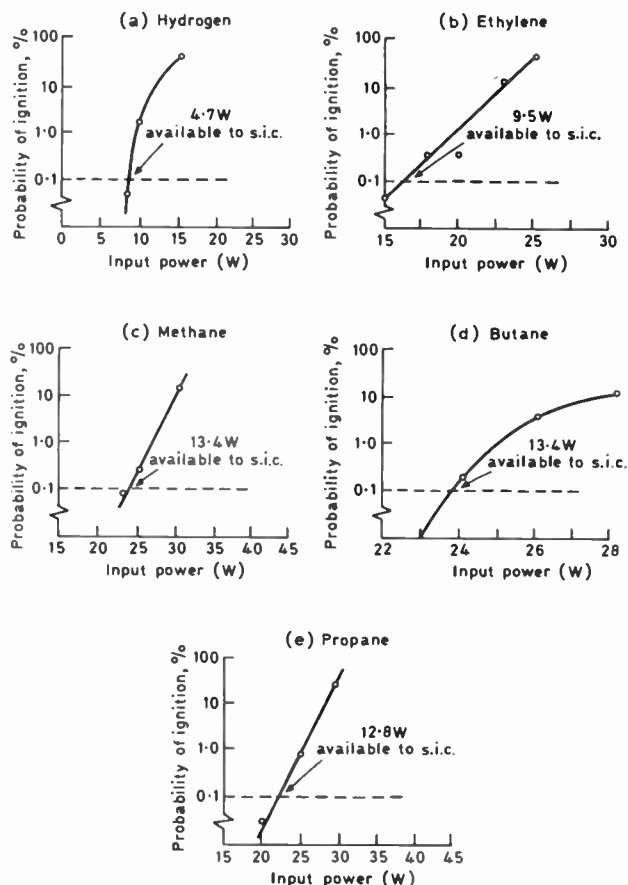 (a) Hydrogen
Probability of ignition, %
100
10
1·0
0·1
4·7W
available to s.i.c.
0 5 10 15 20 25 30
Input power (W)
(b) Ethylene
Probability of ignition, %
100
10
1·0
0·1
9·5W
available to s.i.c.
15 20 25 30
Input power (W)
(c) Methane
Probability of ignition, %
100
10
1·0
0·1
13·4W
available to s.i.c.
15 20 25 30 35 40 45
Input power (W)
(d) Butane
Probability of ignition, %
100
10
1·0
0·1
13·4W
available to s.i.c.
22 24 26 28
Input power (W)
(e) Propane
Probability of ignition, %
100
10
1·0
0·1
12·8W
available to s.i.c.
15 20 25 30 35 40 45
Input power (W)